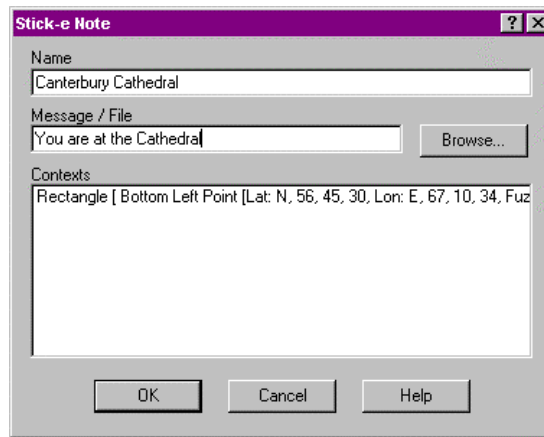 Stick-e Note
Name
Canterbury Cathedral
Message / File
You are at the Cathedral
Browse...
Contexts
Rectangle [ Bottom Left Point [Lat: N, 56, 45, 30, Lon: E, 67, 10, 34, Fuz
OK Cancel Help